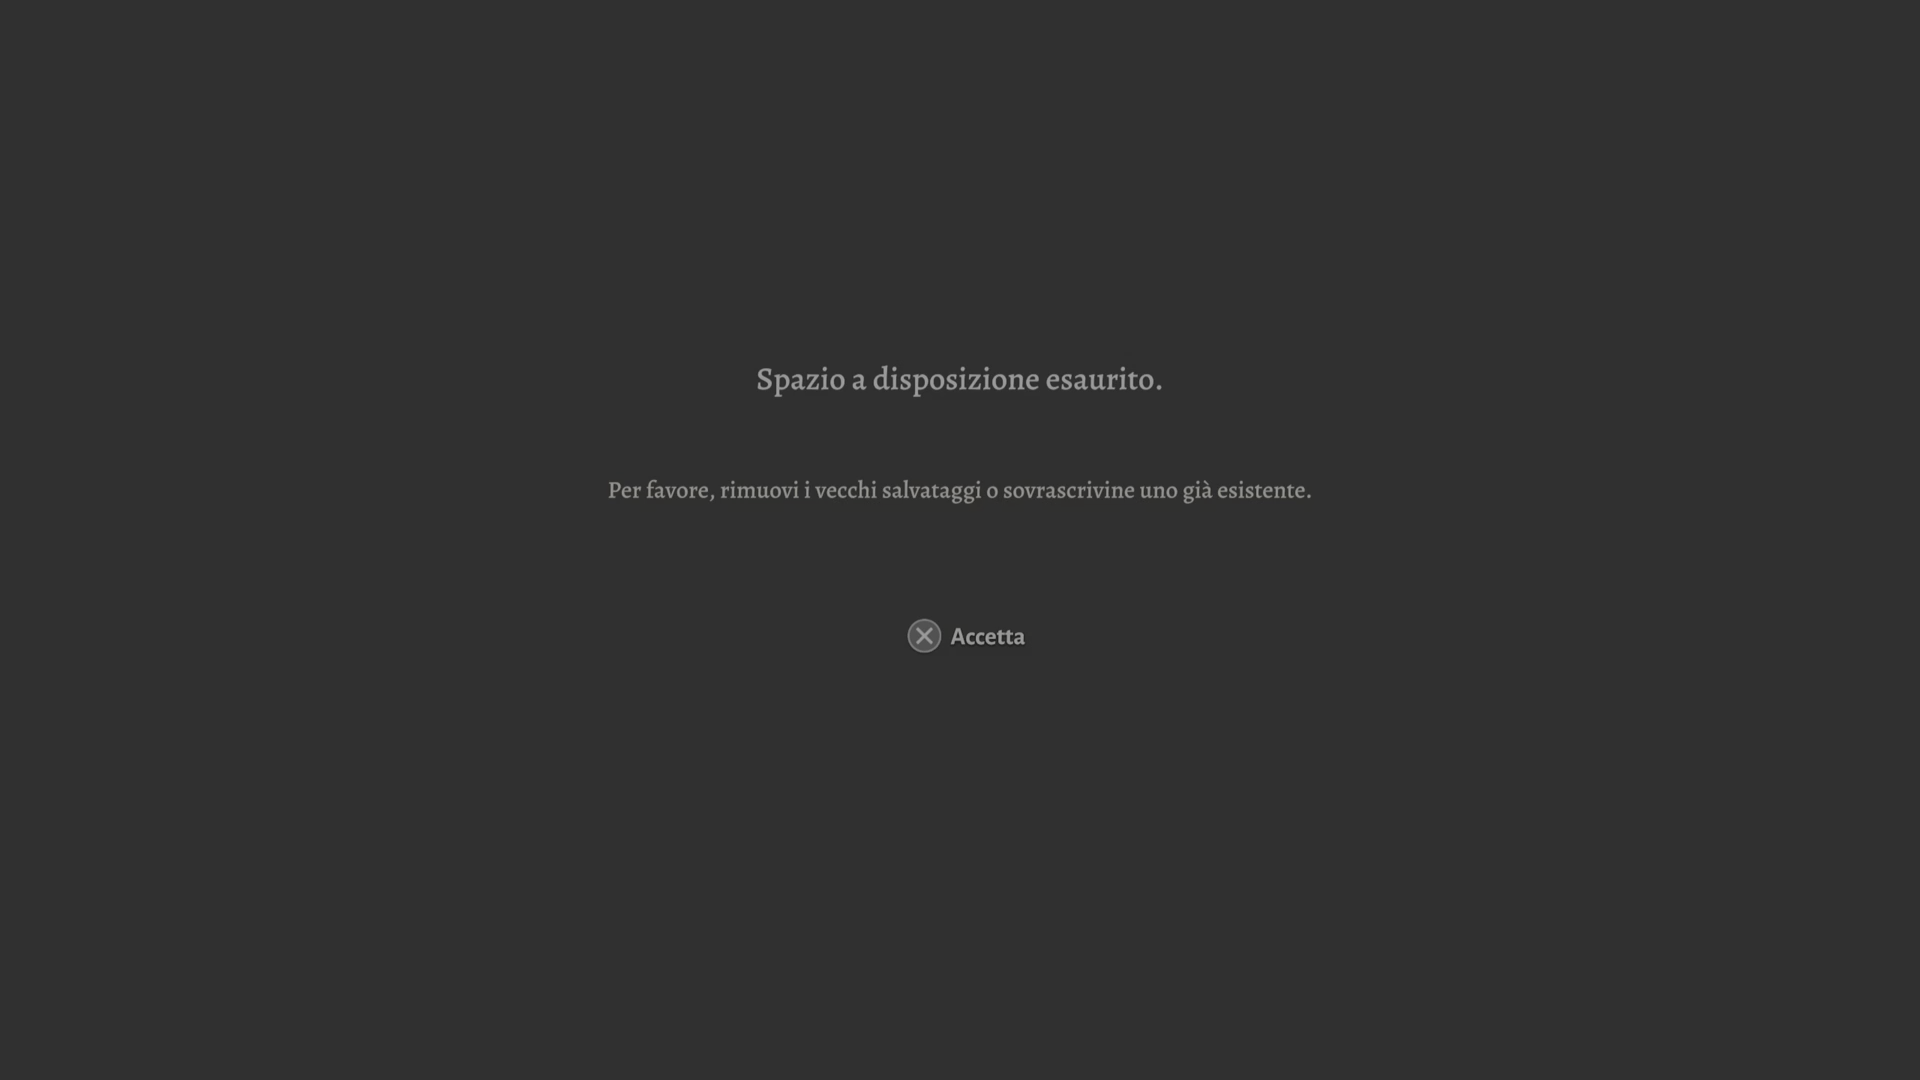 Spazio a disposizione esaurito.
Per favore, rimuovi i vecchi salvataggi o sovrascrivine uno già esistente.
Accetta